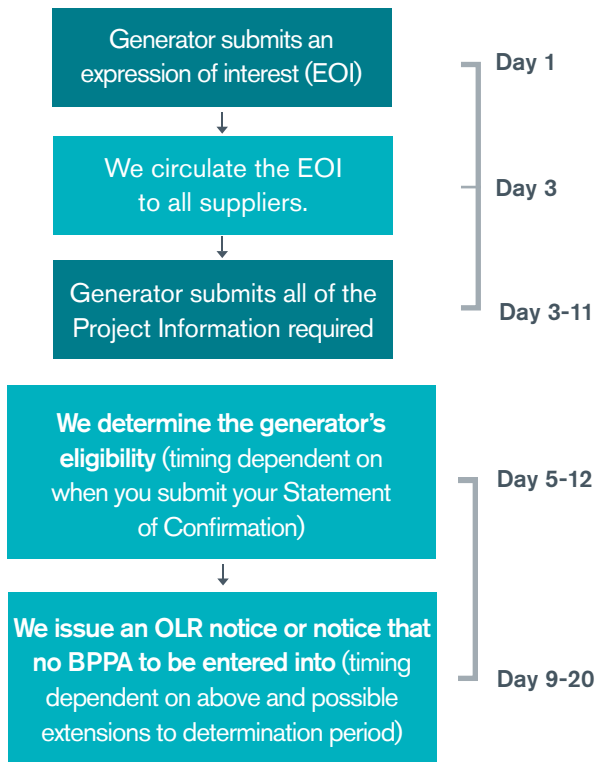 Generator submits an
expression of interest (EOI)
Day 1
We circulate the EOI
to all suppliers.
Day 3
Generator submits all of the
Project Information required
Day 3-11
We determine the generator's
eligibility (timing dependent on
when you submit your Statement
of Confirmation)
Day 5-12
We issue an OLR notice or notice that
no BPPA to be entered into (timing
dependent on above and possible
extensions to determination period)
Day 9-20